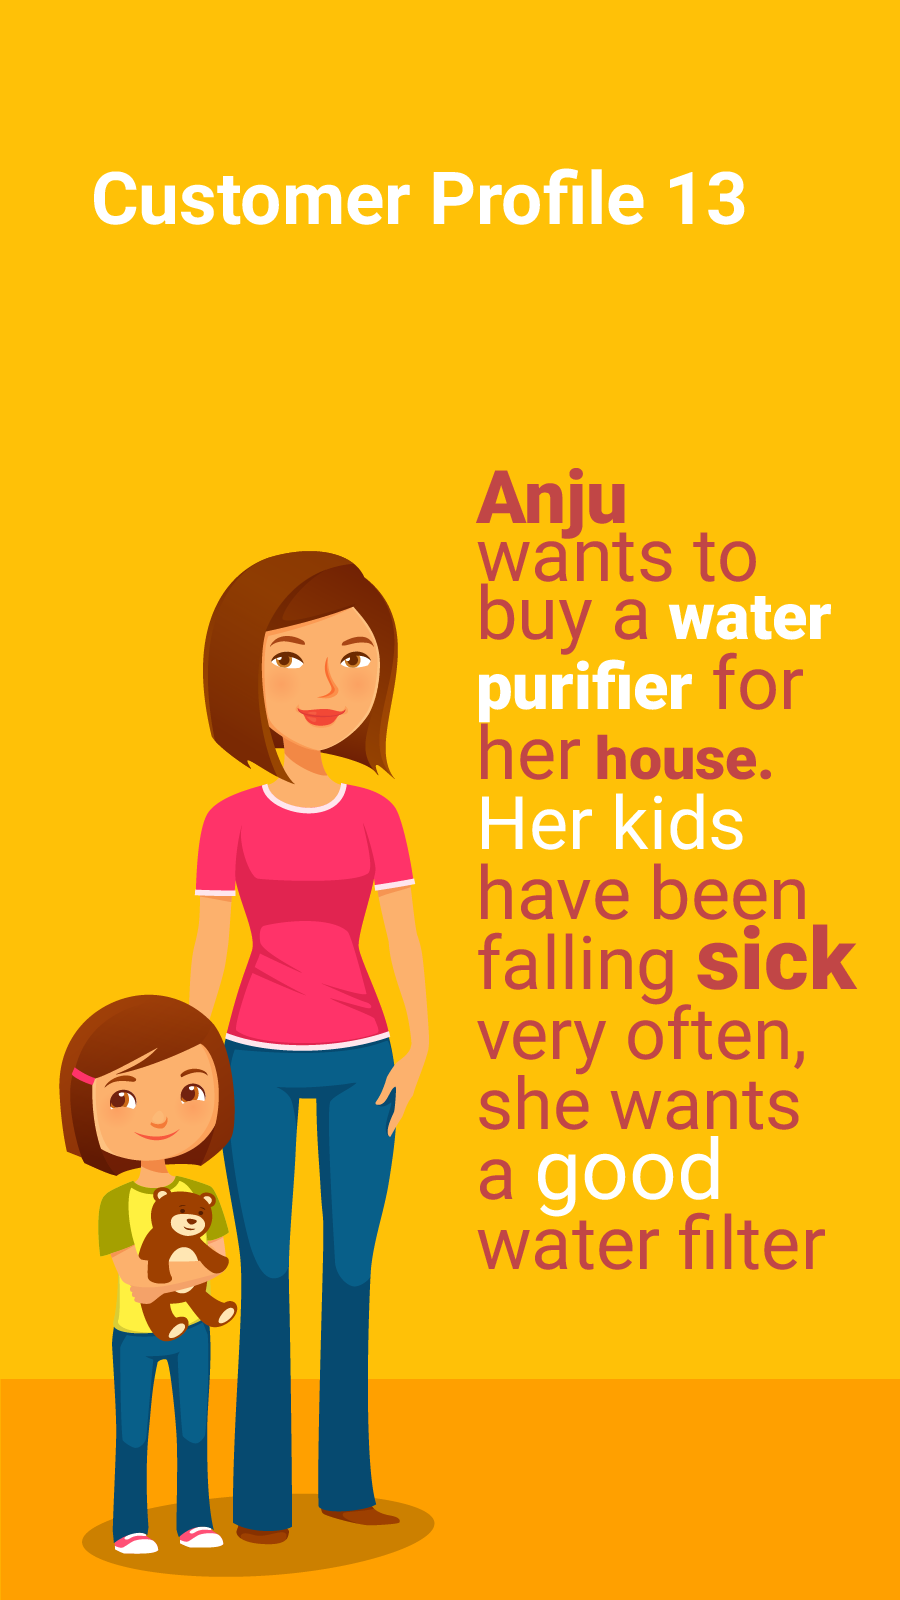 Customer Profile 13
Anju
wants to
buy a water
purifier for
her house.
Her kids
have been
falling sick
very often,
she wants
a good
water filter